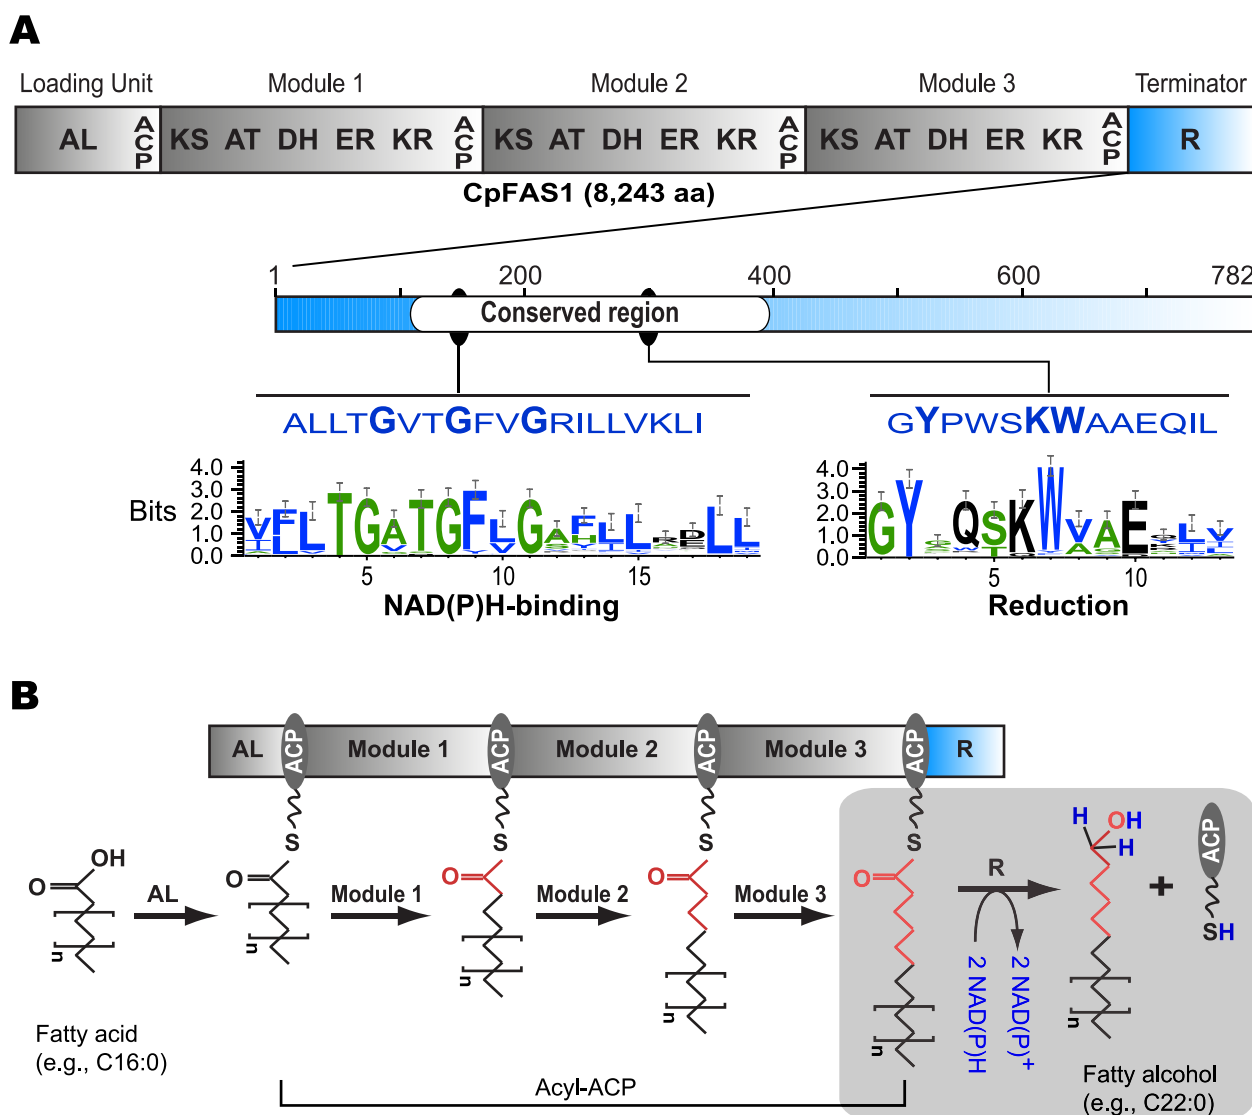 A
Loading Unit Module 1 Module 2 Module 3 Terminator
AL ACP KS AT DH ER KR ACP KS AT DH ER KR ACP KS AT DH ER KR ACP R
CpFAS1 (8,243 aa)
1 200 400 600 782
Conserved region
ALLTGVTGFVGRILLVKLI GYPWSKWAAEQIL
Bits
4.0
3.0
2.0
1.0
0.0
VFLTGATGFLGAFLL LL
5 10 15
NAD(P)H-binding
4.0
3.0
2.0
1.0
0.0
GY QSKWVAE LV
5 10
Reduction
B
AL ACP Module 1 ACP Module 2 ACP Module 3 ACP R
S S S S
O OH
n
AL
O
n
Module 1
O
n
Module 2
O
n
Module 3
O
n
R
2 NAD(P)H
2 NAD(P)+
H OH
H
n
+
ACP
SH
Fatty acid
(e.g., C16:0)
Acyl-ACP
Fatty alcohol
(e.g., C22:0)